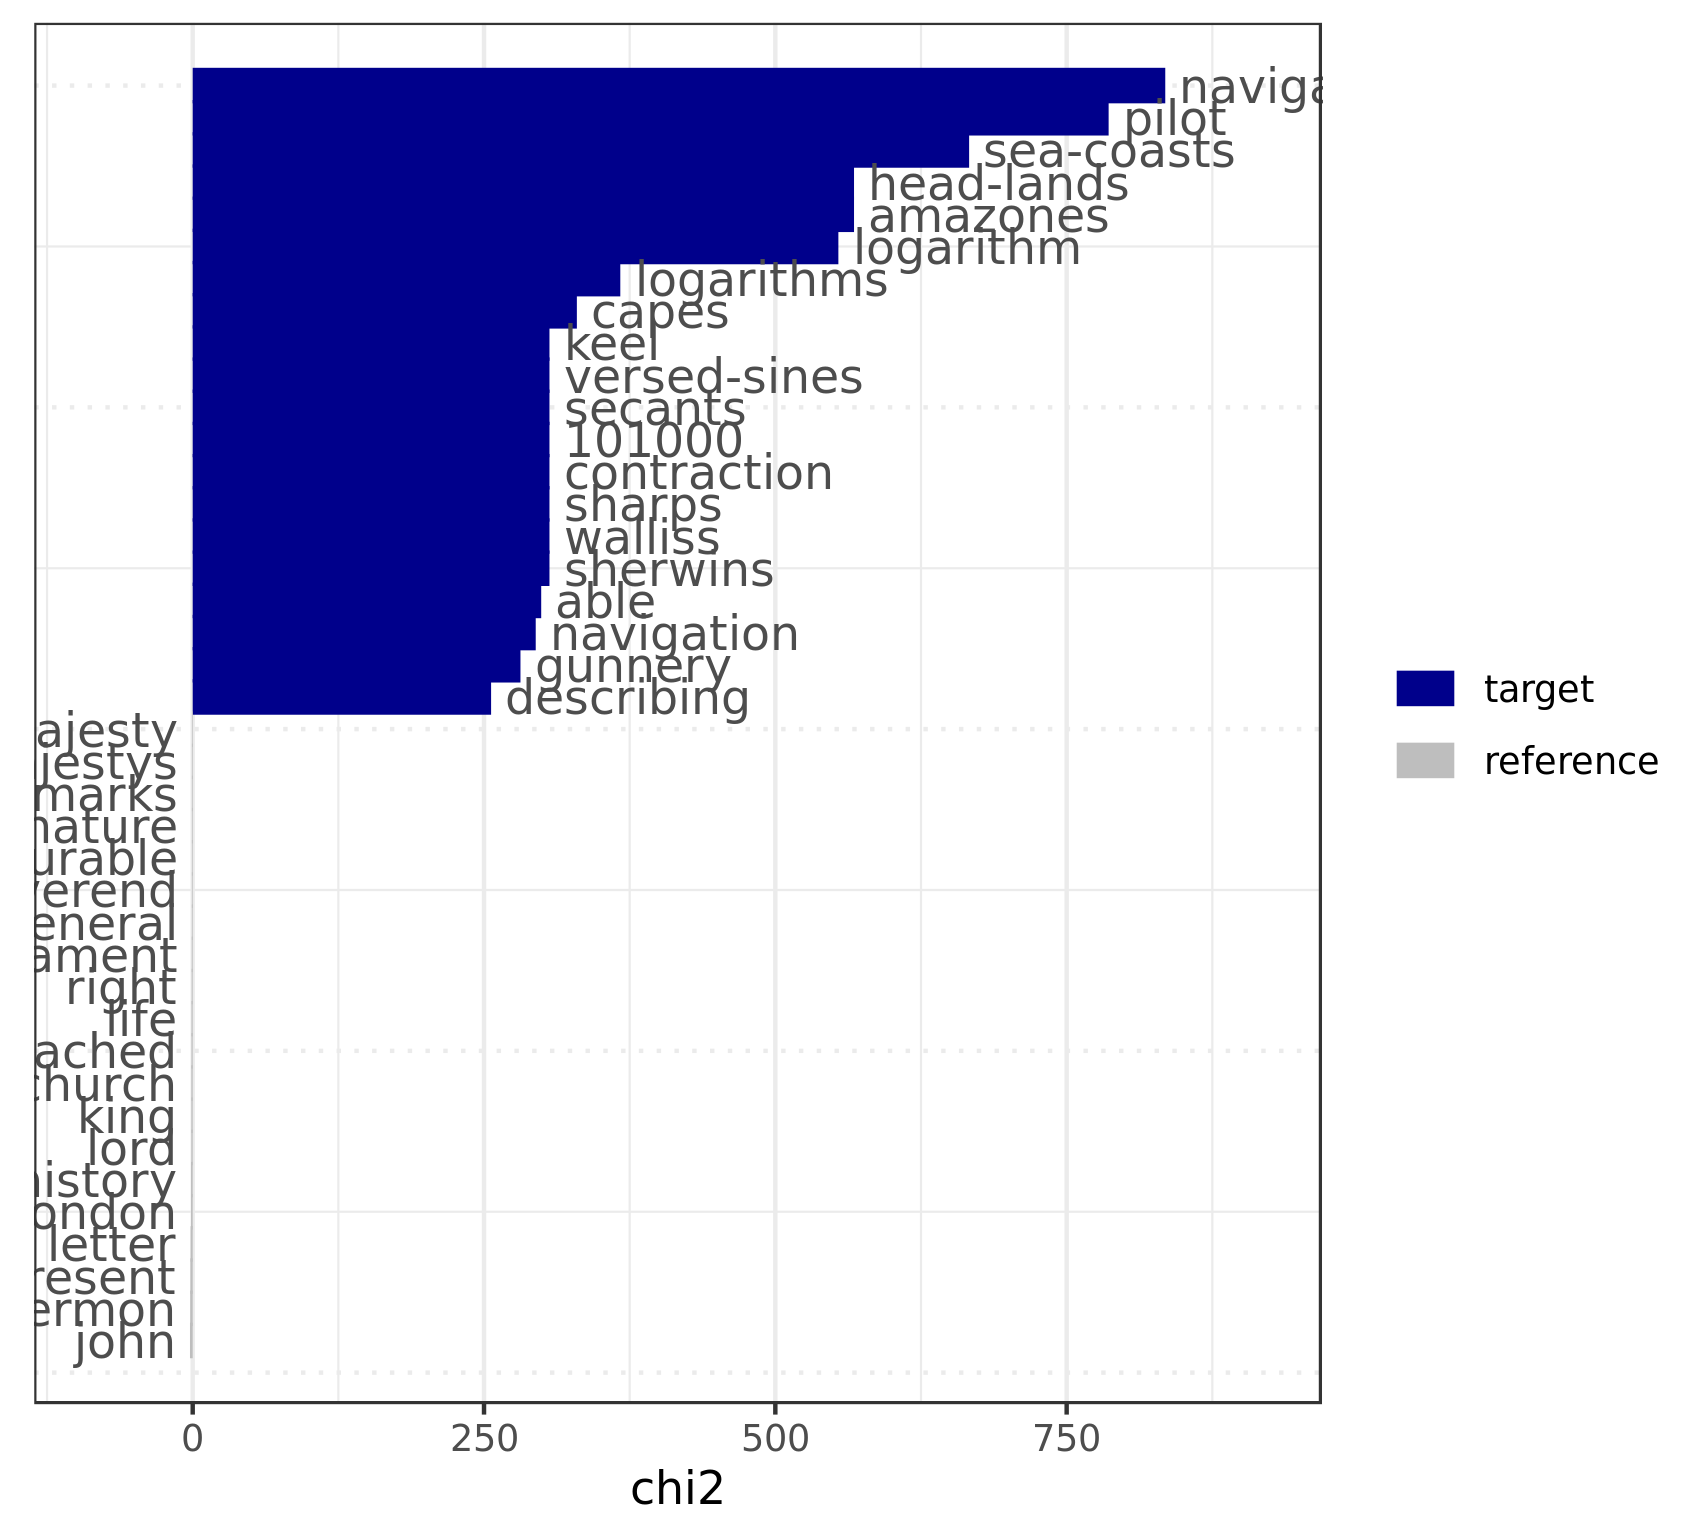 naviga
pilot
sea-coasts
head-lands
amazones
logarithm
logarithms
capes
keel
versed-sines
secants
101000
contraction
sharps
walliss
sherwins
able
navigation
gunnery
describing
ajesty
jestys
marks
nature
urable
verend
eneral
ament
right
life
ached
church
king
lord
history
ondon
letter
resent
ermon
john
target
reference
0 250 500 750
chi2